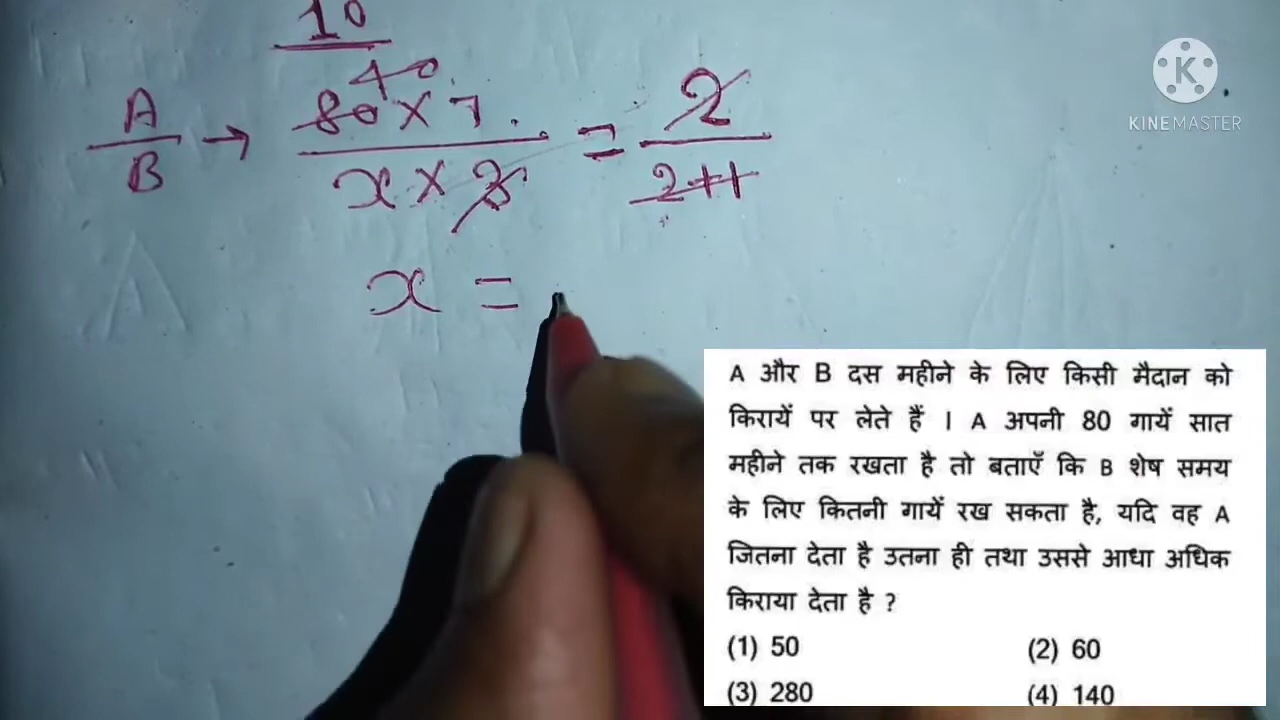 10
40
A/B → 80 × 7 / x × 3 = 2 / 2+1
x =
KINEMASTER
A और B दस महीने के लिए किसी मैदान को
किरायें पर लेते हैं । A अपनी 80 गायें सात
महीने तक रखता है तो बताएँ कि B शेष समय
के लिए कितनी गायें रख सकता है, यदि वह A
जितना देता है उतना ही तथा उससे आधा अधिक
किराया देता है ?
(1) 50 (2) 60
(3) 280 (4) 140